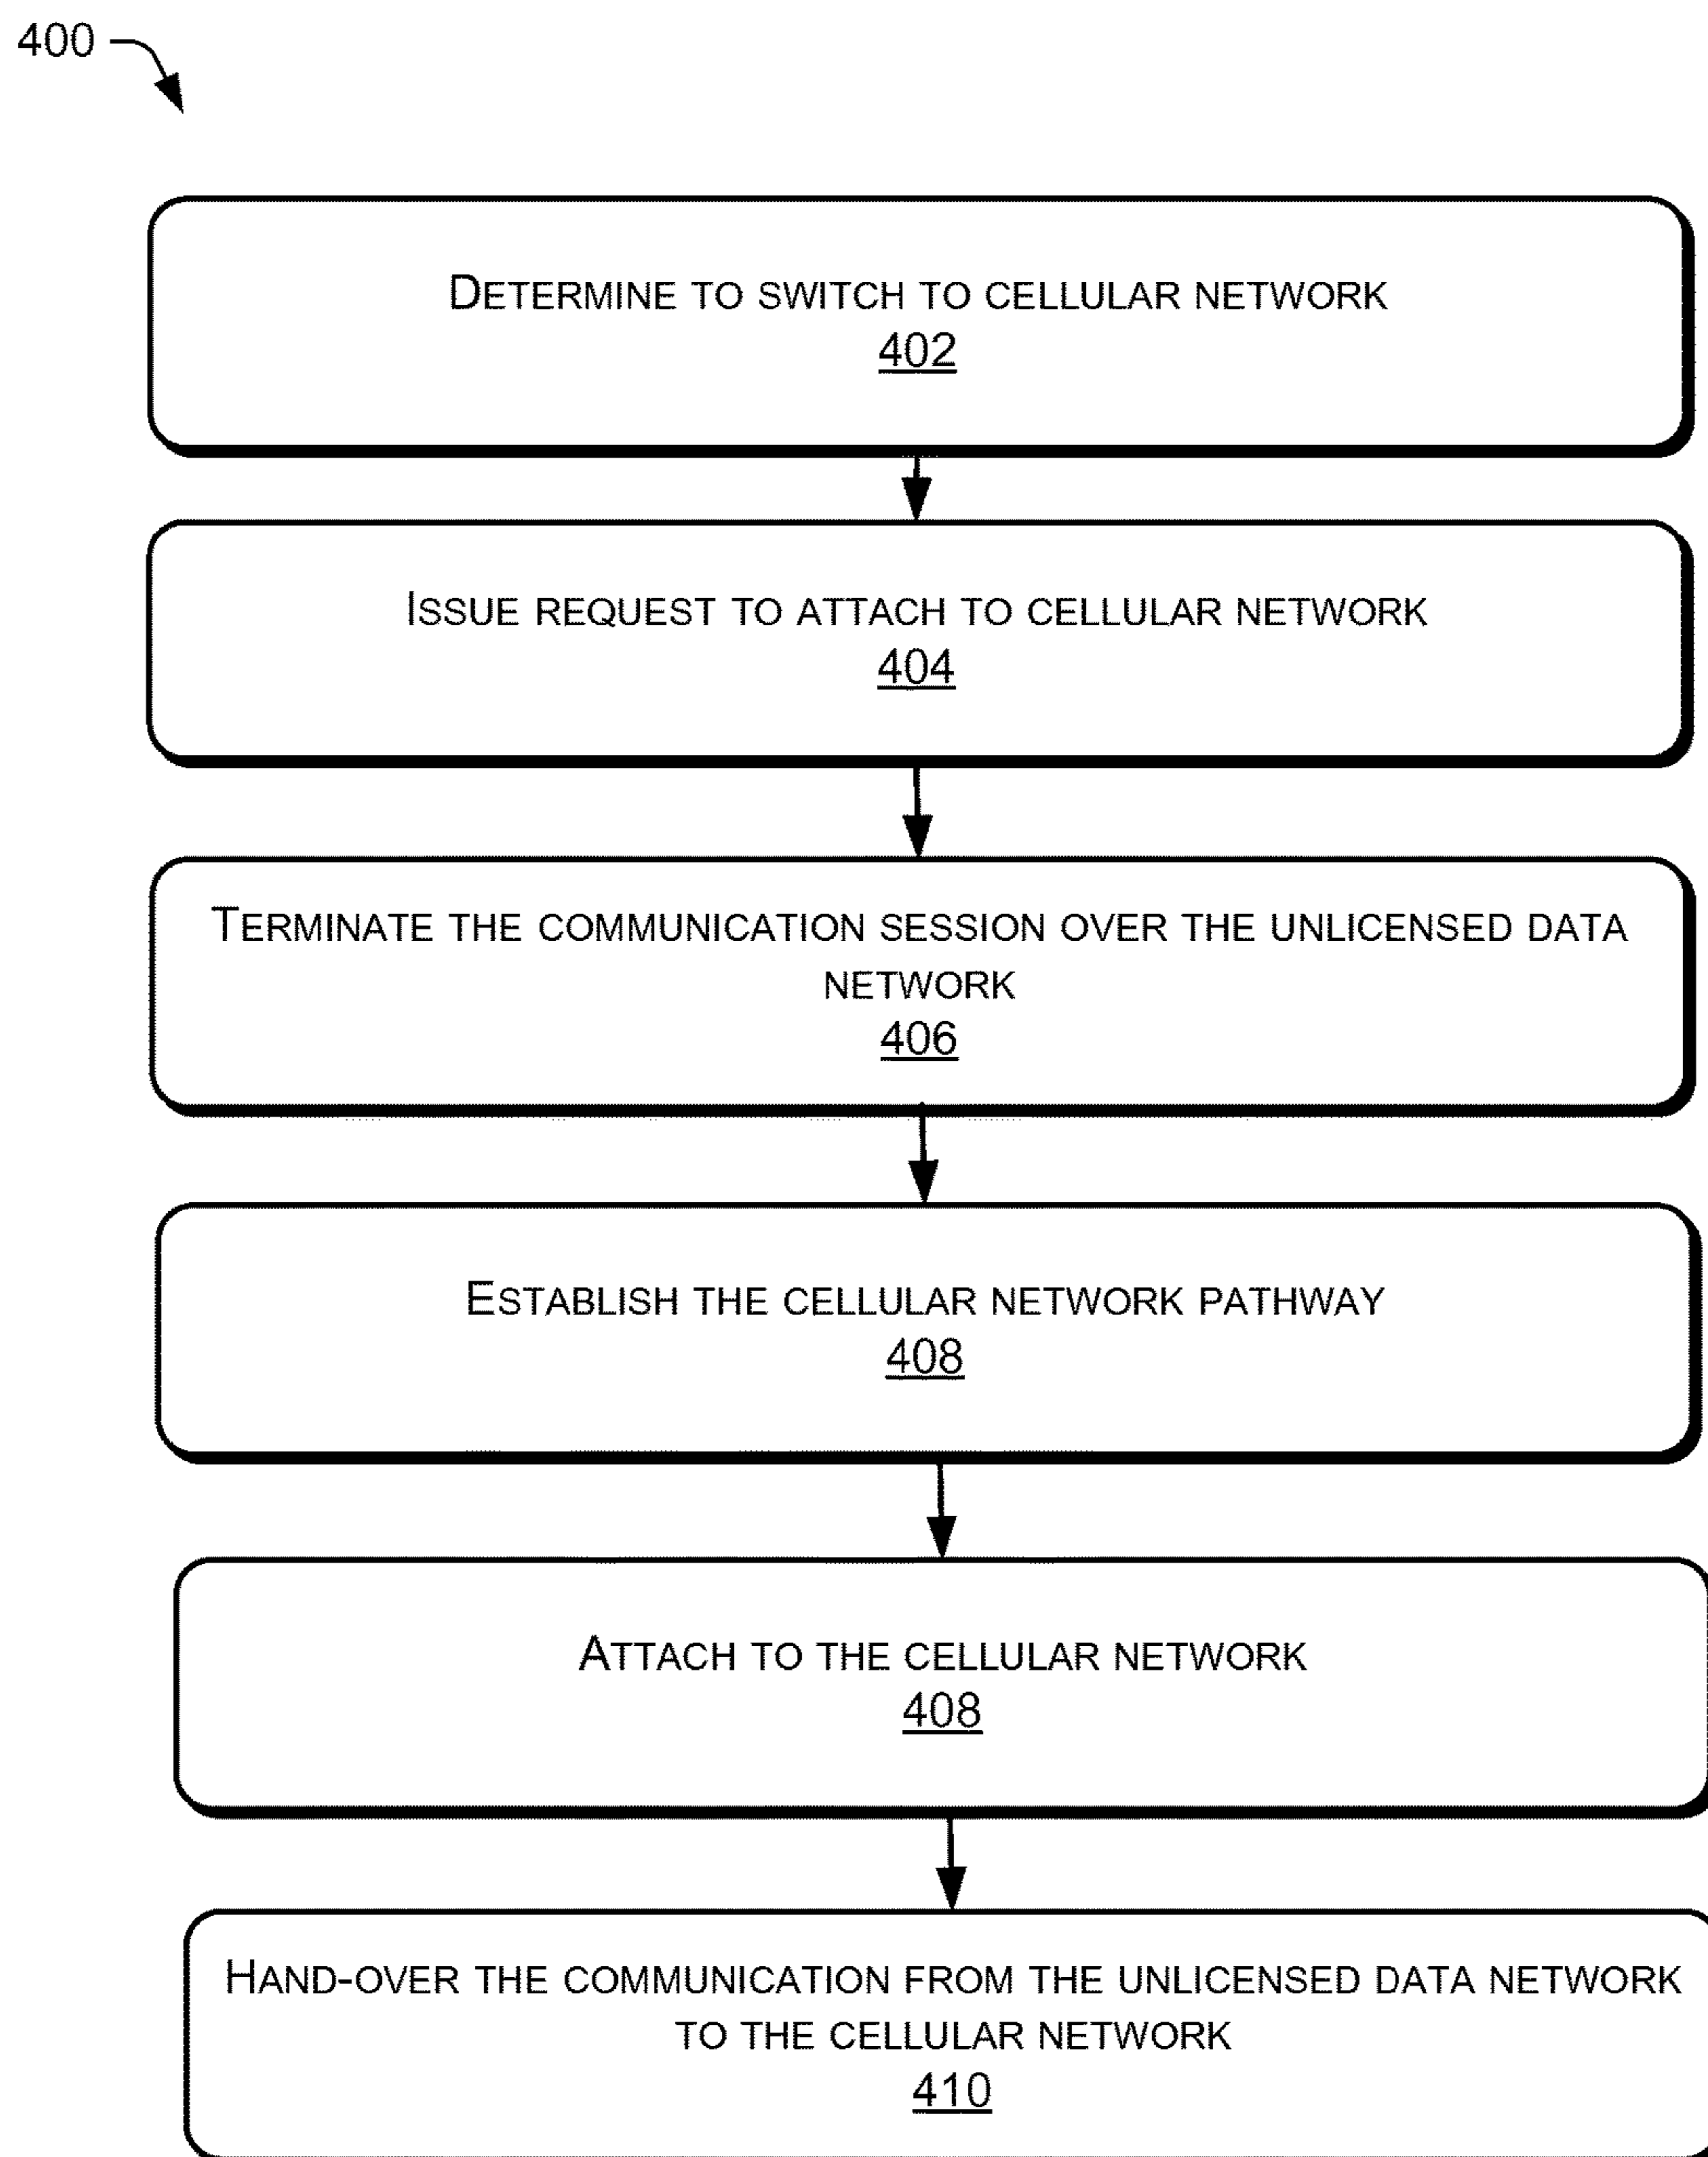 400
DETERMINE TO SWITCH TO CELLULAR NETWORK
402
ISSUE REQUEST TO ATTACH TO CELLULAR NETWORK
404
TERMINATE THE COMMUNICATION SESSION OVER THE UNLICENSED DATA
NETWORK
406
ESTABLISH THE CELLULAR NETWORK PATHWAY
408
ATTACH TO THE CELLULAR NETWORK
408
HAND-OVER THE COMMUNICATION FROM THE UNLICENSED DATA NETWORK
TO THE CELLULAR NETWORK
410